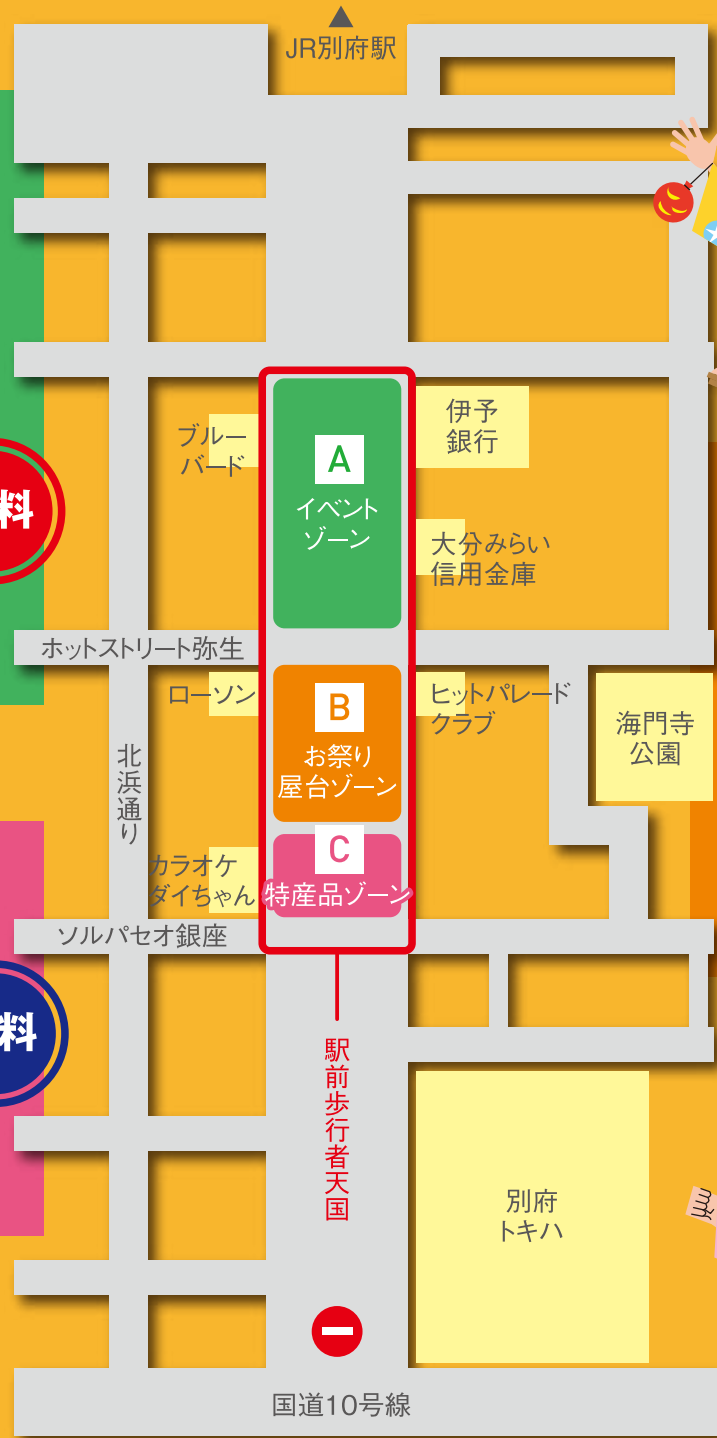 JR別府駅
伊予
銀行
ブルー
バード
A
イベント
ゾーン
料
大分みらい
信用金庫
ホットストリート弥生
ローソン
B
お祭り
屋台ゾーン
ヒットパレード
クラブ
海門寺
公園
北浜通り
C
特産品ゾーン
カラオケ
ダイちゃん
ソルパセオ銀座
料
駅前歩行者天国
別府
トキハ
国道10号線